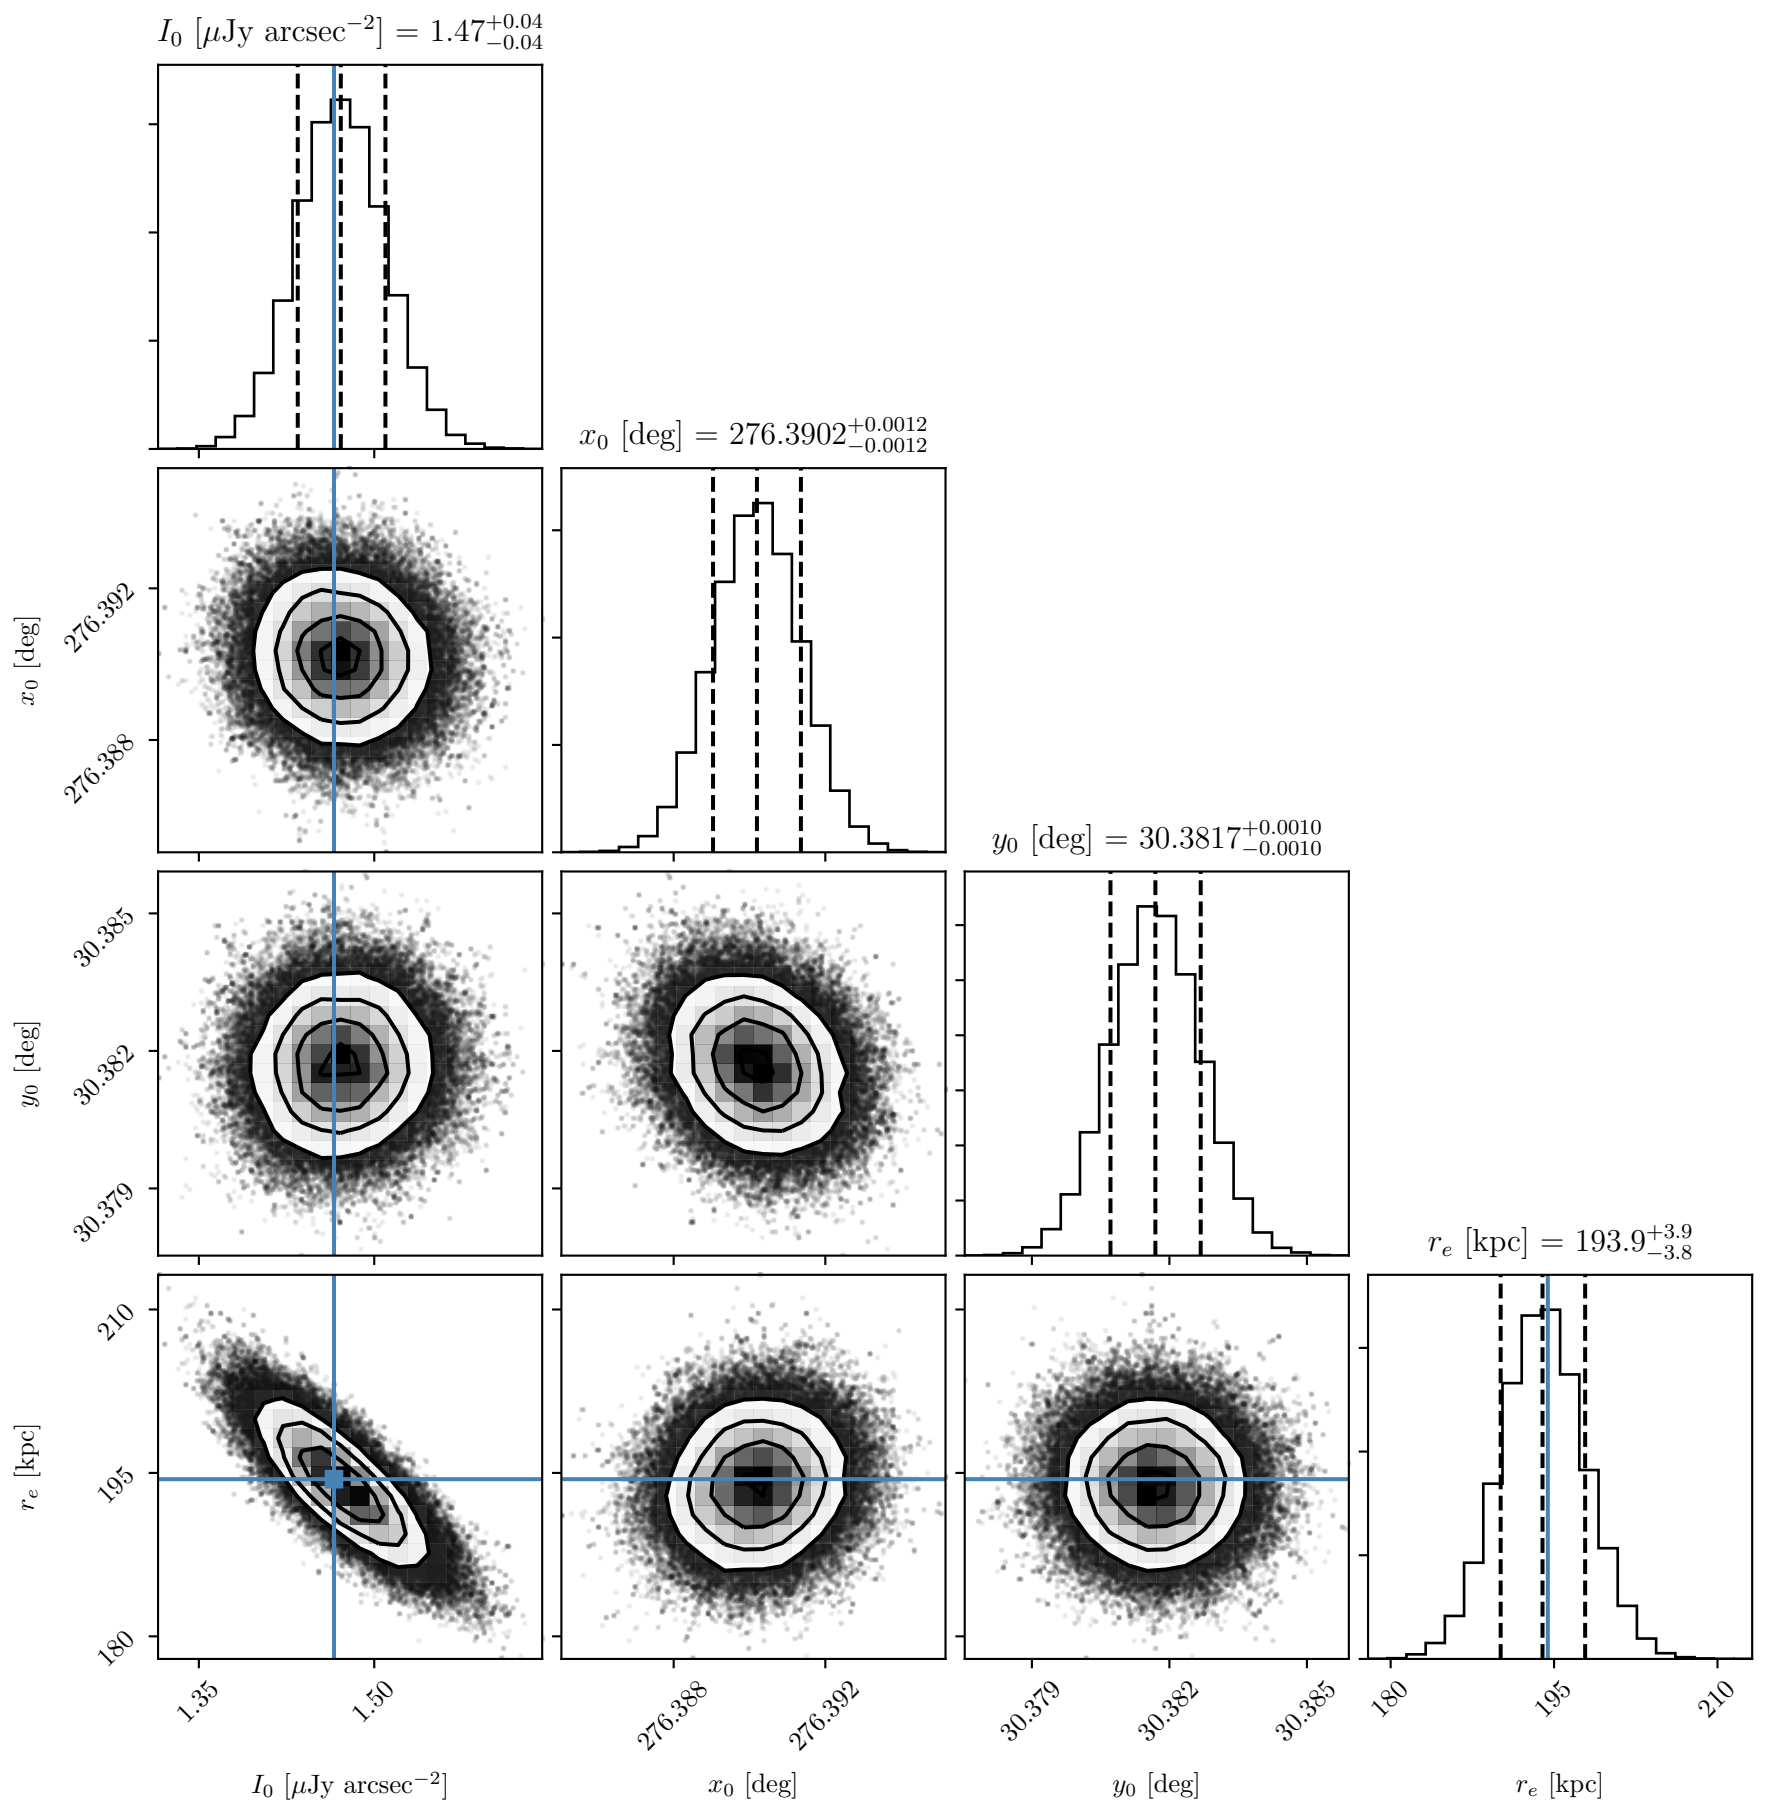 I₀ [μJy arcsec⁻²] = 1.47 +0.04 −0.04
x₀ [deg] = 276.3902 +0.0012 −0.0012
276.392
276.388
x₀ [deg]
y₀ [deg] = 30.3817 +0.0010 −0.0010
30.385
30.382
30.379
y₀ [deg]
rₑ [kpc] = 193.9 +3.9 −3.8
210
195
180
rₑ [kpc]
1.35 1.50 276.388 276.392 30.379 30.382 30.385 180 195 210
I₀ [μJy arcsec⁻²] x₀ [deg] y₀ [deg] rₑ [kpc]